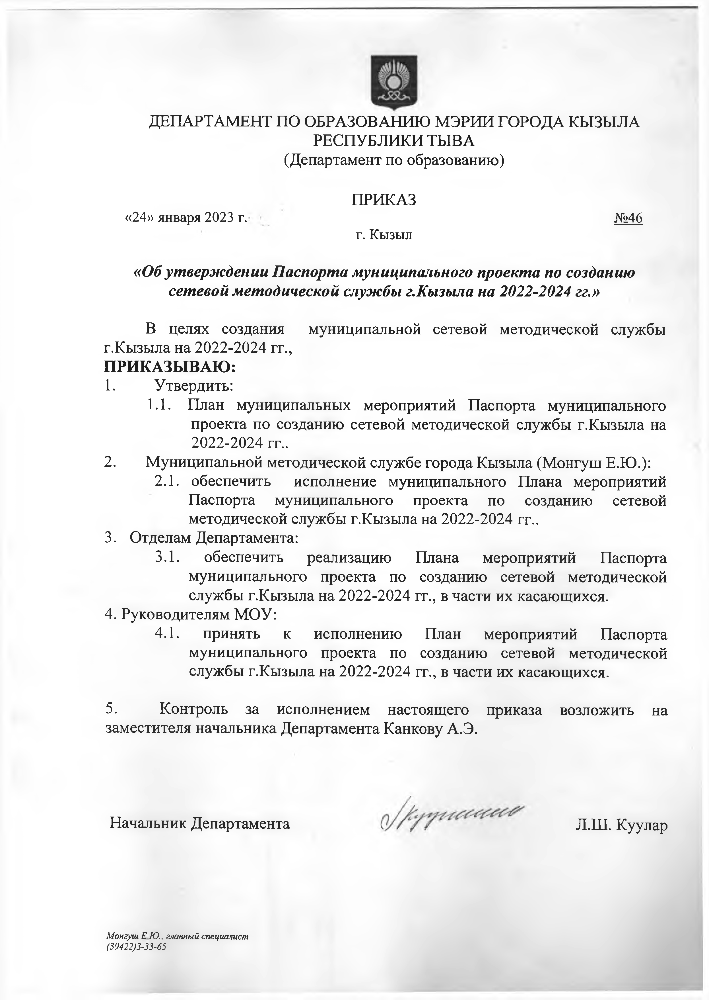 ДЕПАРТАМЕНТ ПО ОБРАЗОВАНИЮ МЭРИИ ГОРОДА КЫЗЫЛА
РЕСПУБЛИКИ ТЫВА
(Департамент по образованию)
ПРИКАЗ
«24» января 2023 г. №46
г. Кызыл
«Об утверждении Паспорта муниципального проекта по созданию
сетевой методической службы г.Кызыла на 2022-2024 гг.»
В целях создания муниципальной сетевой методической службы
г.Кызыла на 2022-2024 гг.,
ПРИКАЗЫВАЮ:
1. Утвердить:
1.1. План муниципальных мероприятий Паспорта муниципального
проекта по созданию сетевой методической службы г.Кызыла на
2022-2024 гг..
2. Муниципальной методической службе города Кызыла (Монгуш Е.Ю.):
2.1. обеспечить исполнение муниципального Плана мероприятий
Паспорта муниципального проекта по созданию сетевой
методической службы г.Кызыла на 2022-2024 гг..
3. Отделам Департамента:
3.1. обеспечить реализацию Плана мероприятий Паспорта
муниципального проекта по созданию сетевой методической
службы г.Кызыла на 2022-2024 гг., в части их касающихся.
4. Руководителям МОУ:
4.1. принять к исполнению План мероприятий Паспорта
муниципального проекта по созданию сетевой методической
службы г.Кызыла на 2022-2024 гг., в части их касающихся.
5. Контроль за исполнением настоящего приказа возложить на
заместителя начальника Департамента Канкову А.Э.
Начальник Департамента Л.Ш. Куулар
Монгуш Е.Ю., главный специалист
(39422)3-33-65